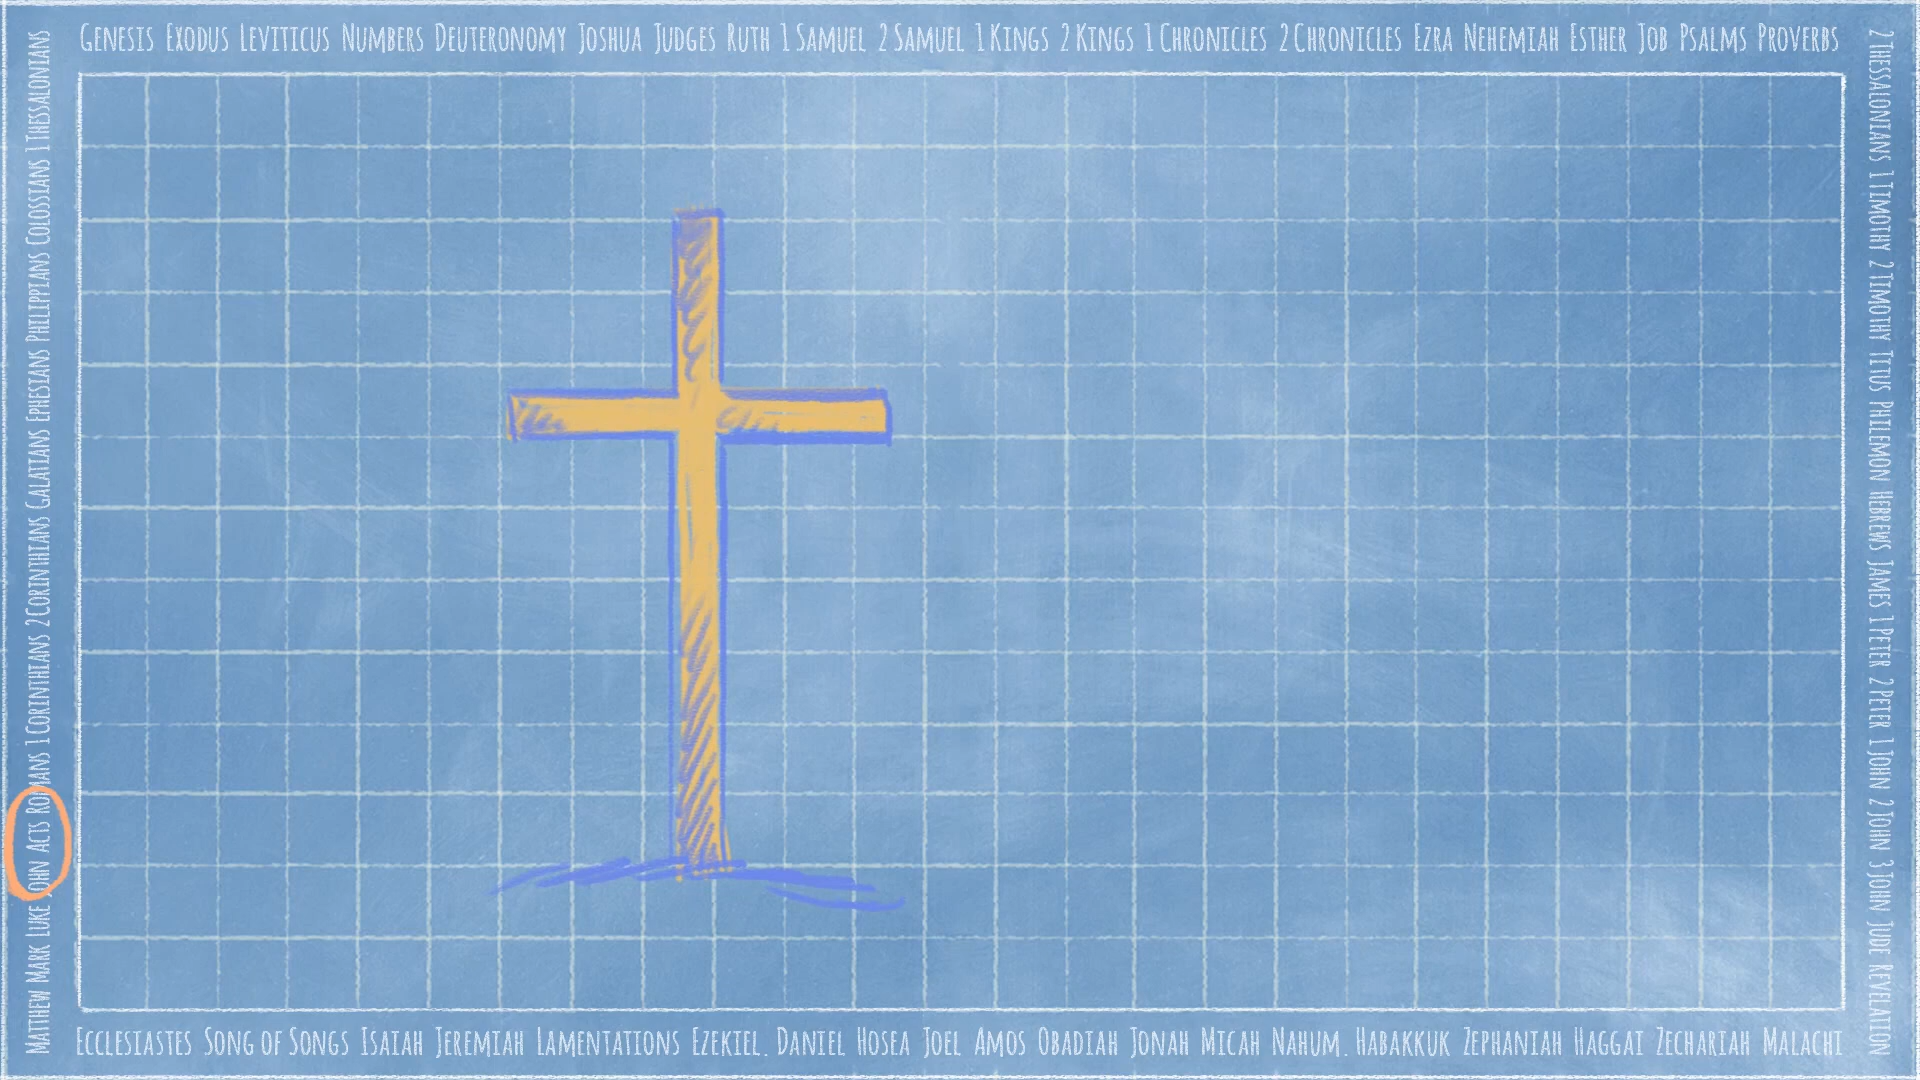 Genesis Exodus Leviticus Numbers Deuteronomy Joshua Judges Ruth 1 Samuel 2 Samuel 1 Kings 2 Kings 1 Chronicles 2 Chronicles Ezra Nehemiah Esther Job Psalms Proverbs
Ecclesiastes Song of Songs Isaiah Jeremiah Lamentations Ezekiel. Daniel Hosea Joel Amos Obadiah Jonah Micah Nahum. Habakkuk Zephaniah Haggai Zechariah Malachi
Matthew Mark Luke John Acts Romans 1 Corinthians 2 Corinthians Galatians Ephesians Philippians Colossians 1 Thessalonians
2 Thessalonians 1 Timothy 2 Timothy Titus Philemon Hebrews James 1 Peter 2 Peter 1 John 2 John 3 John Jude Revelation